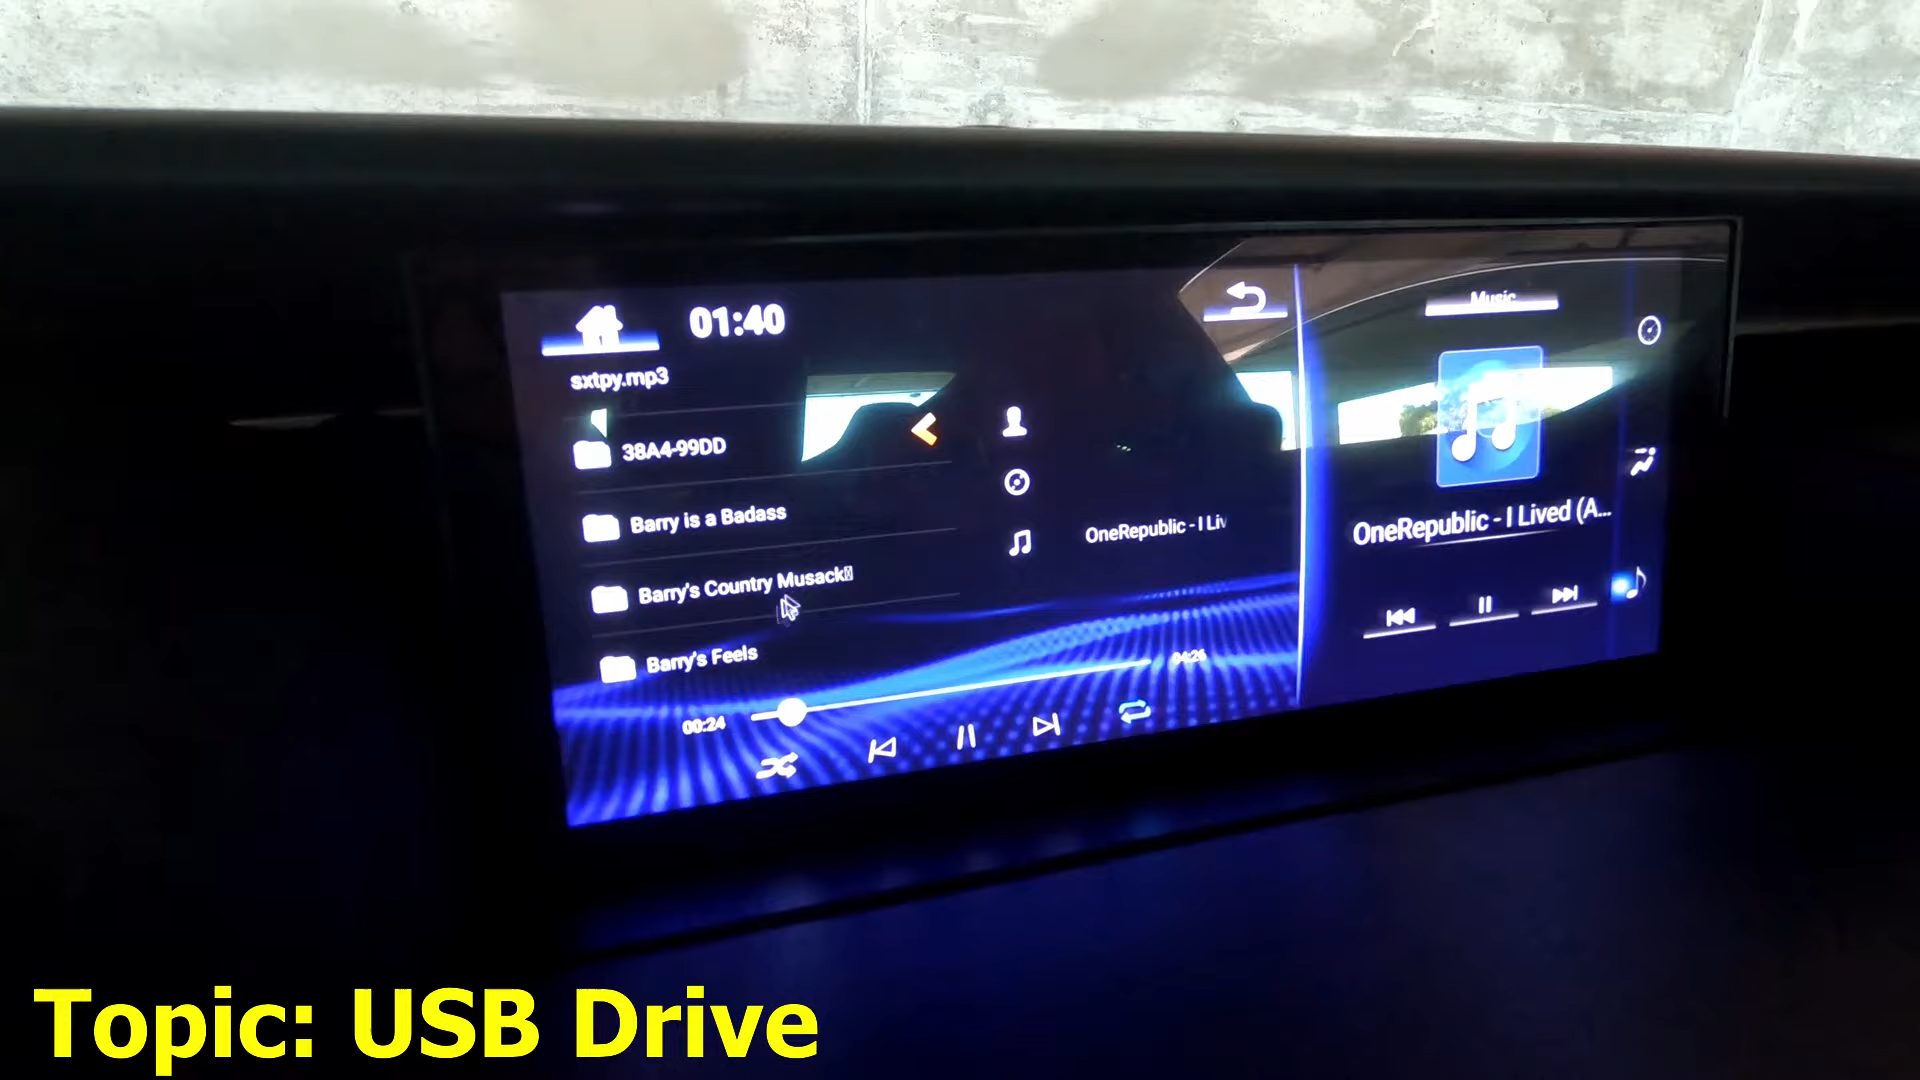 01:40
sxtpy.mp3
38A4-99DD
Barry is a Badass
Barry's Country Musack
Barry's Feels
OneRepublic - I Liv
00:24
04:26
Music
OneRepublic - I Lived (A...
Topic: USB Drive